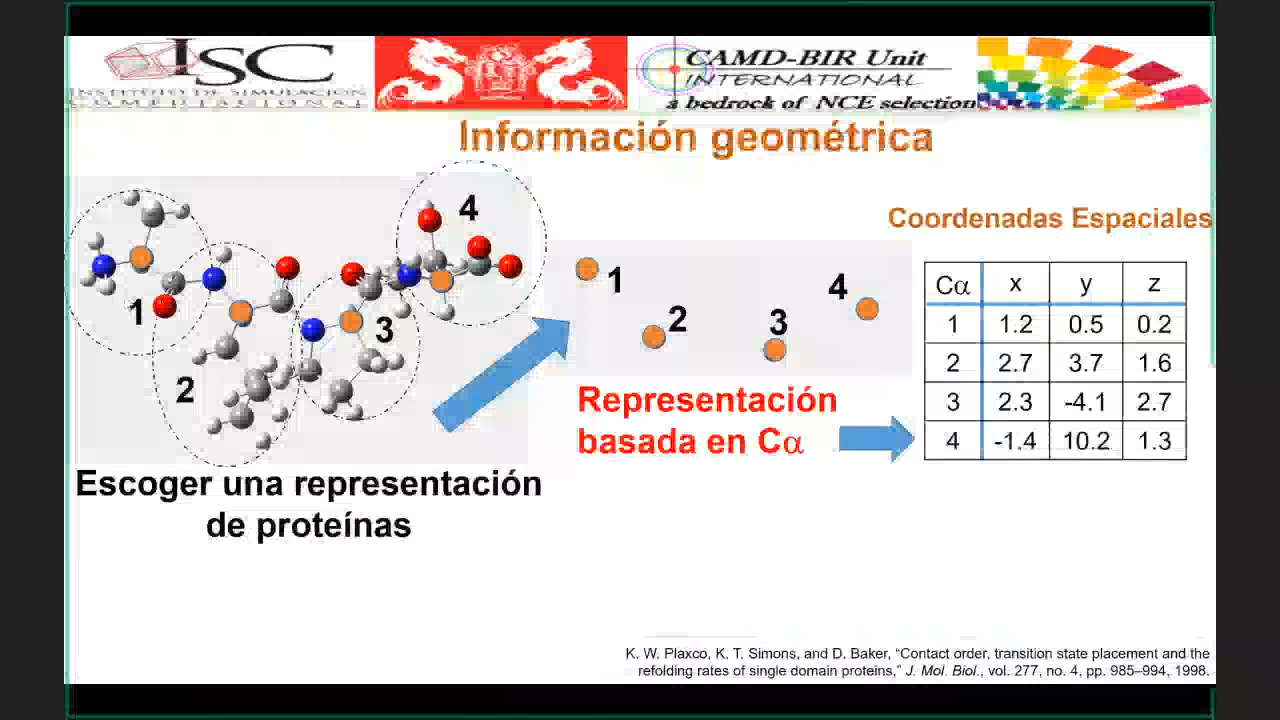 ISC
INSTITUTO DE SIMULACIÓN
COMPUTACIONAL
CAMD-BIR Unit
INTERNATIONAL
a bedrock of NCE selection
Información geométrica
4
1
2
3
1
2
3
4
Coordenadas Espaciales
Cα x y z
1 1.2 0.5 0.2
2 2.7 3.7 1.6
3 2.3 -4.1 2.7
4 -1.4 10.2 1.3
Representación
basada en Cα
Escoger una representación
de proteínas
K. W. Plaxco, K. T. Simons, and D. Baker, “Contact order, transition state placement and the
refolding rates of single domain proteins,” J. Mol. Biol., vol. 277, no. 4, pp. 985–994, 1998.